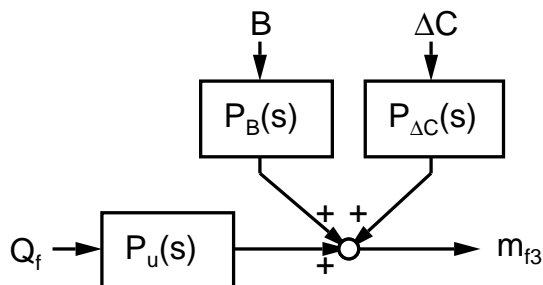 B ΔC
P_B(s) P_ΔC(s)
+ +
Q_f P_u(s) + m_f3